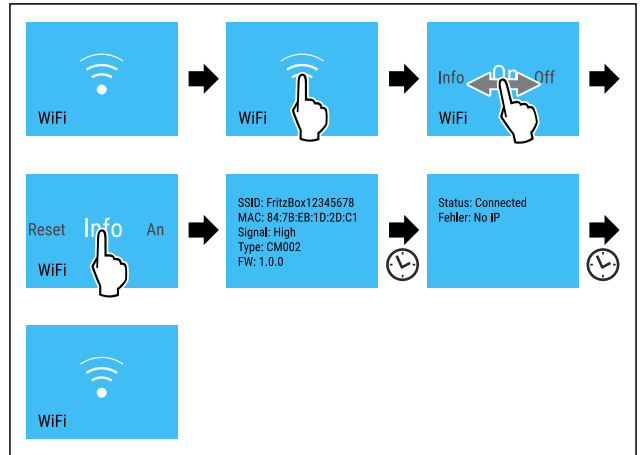 WiFi
WiFi
Info On Off
WiFi
Reset Info An
WiFi
SSID: FritzBox12345678
MAC: 84:7B:EB:1D:2D:C1
Signal: High
Type: CM002
FW: 1.0.0
Status: Connected
Fehler: No IP
WiFi